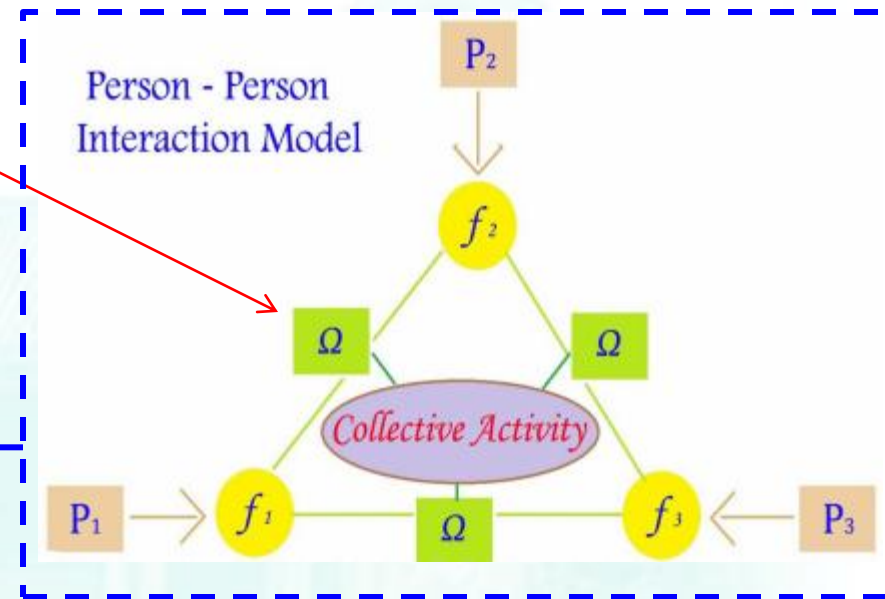 P₂
Person - Person
Interaction Model
f₂
Ω
Ω
Collective Activity
P₁
f₁
Ω
f₃
P₃